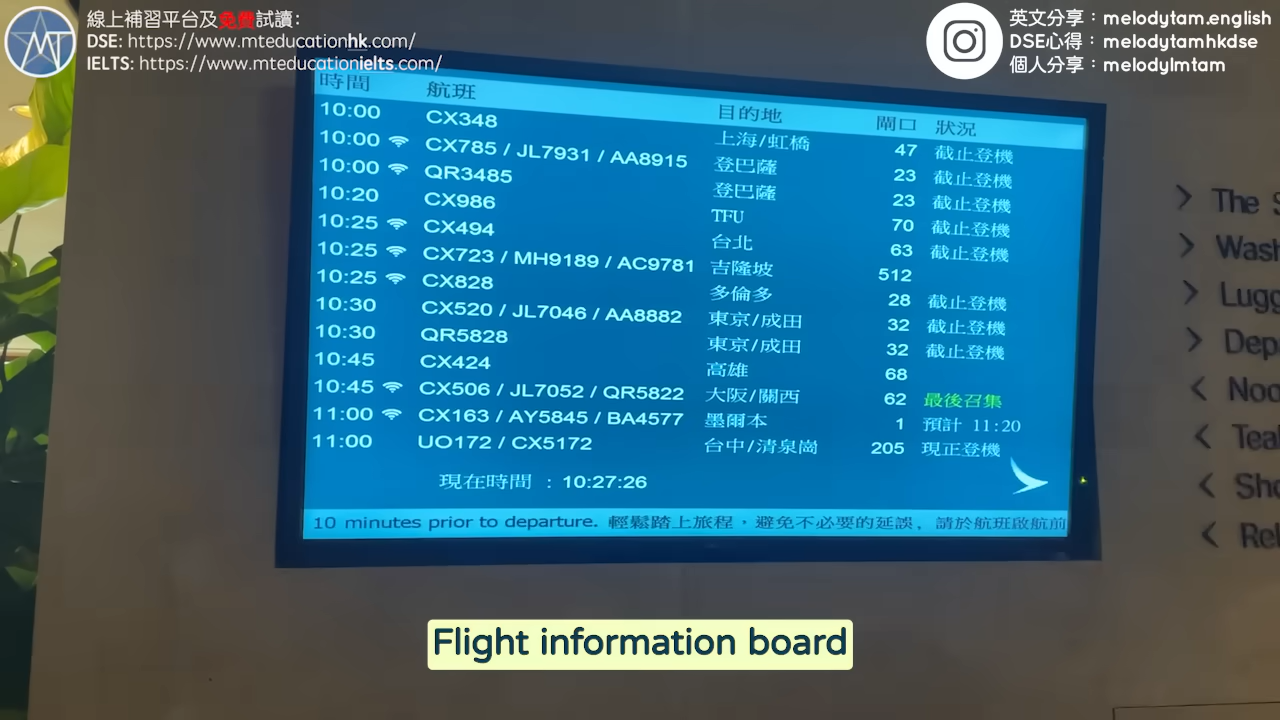 線上補習平台及免費試讀：
DSE: https://www.mteducationhk.com/
IELTS: https://www.mteducationielts.com/
MT
英文分享：melodytam.english
DSE心得：melodytamhkdse
個人分享：melodylmtam
時間 航班 目的地 閘口 狀況
10:00 CX348 上海/虹橋 47 截止登機
10:00 CX785 / JL7931 / AA8915 登巴薩 23 截止登機
10:00 QR3485 登巴薩 23 截止登機
10:20 CX986 TFU 70 截止登機
10:25 CX494 台北 63 截止登機
10:25 CX723 / MH9189 / AC9781 吉隆坡 512
10:25 CX828 多倫多 28 截止登機
10:30 CX520 / JL7046 / AA8882 東京/成田 32 截止登機
10:30 QR5828 東京/成田 32 截止登機
10:45 CX424 高雄 68
10:45 CX506 / JL7052 / QR5822 大阪/關西 62 最後召集
11:00 CX163 / AY5845 / BA4577 墨爾本 1 預計 11:20
11:00 UO172 / CX5172 台中/清泉崗 205 現正登機
現在時間 : 10:27:26
10 minutes prior to departure. 輕鬆踏上旅程，避免不必要的延誤，請於航班啟航前
> The
> Wash
> Lugg
> Dep
< Noo
<
< Sho
< Rel
Flight information board